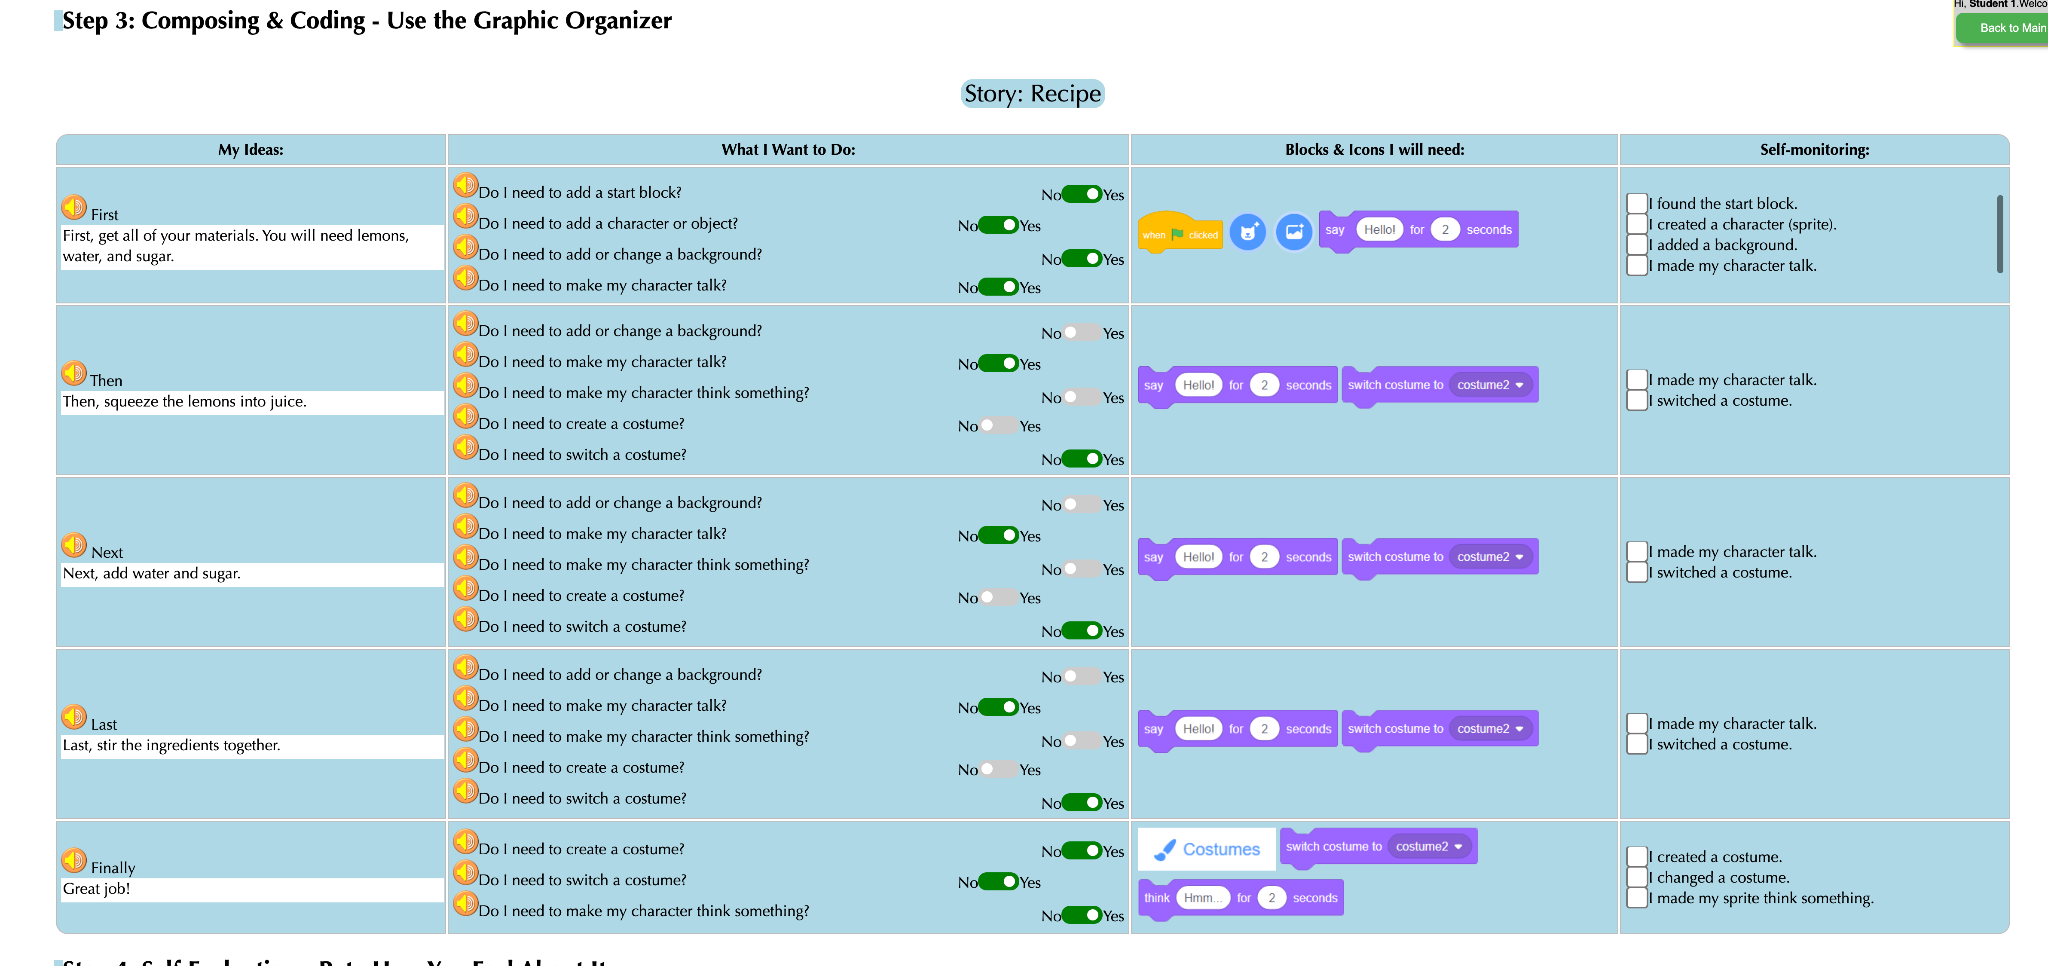 Step 3: Composing & Coding - Use the Graphic Organizer
Hi, Student 1.Welco
Back to Main
Story: Recipe
My Ideas:
What I Want to Do:
Blocks & Icons I will need:
Self-monitoring:
First
First, get all of your materials. You will need lemons,
water, and sugar.
Do I need to add a start block? No Yes
Do I need to add a character or object? No Yes
Do I need to add or change a background? No Yes
Do I need to make my character talk? No Yes
when clicked
say Hello! for 2 seconds
I found the start block.
I created a character (sprite).
I added a background.
I made my character talk.
Then
Then, squeeze the lemons into juice.
Do I need to add or change a background? No Yes
Do I need to make my character talk? No Yes
Do I need to make my character think something? No Yes
Do I need to create a costume? No Yes
Do I need to switch a costume? No Yes
say Hello! for 2 seconds
switch costume to costume2
I made my character talk.
I switched a costume.
Next
Next, add water and sugar.
Do I need to add or change a background? No Yes
Do I need to make my character talk? No Yes
Do I need to make my character think something? No Yes
Do I need to create a costume? No Yes
Do I need to switch a costume? No Yes
say Hello! for 2 seconds
switch costume to costume2
I made my character talk.
I switched a costume.
Last
Last, stir the ingredients together.
Do I need to add or change a background? No Yes
Do I need to make my character talk? No Yes
Do I need to make my character think something? No Yes
Do I need to create a costume? No Yes
Do I need to switch a costume? No Yes
say Hello! for 2 seconds
switch costume to costume2
I made my character talk.
I switched a costume.
Finally
Great job!
Do I need to create a costume? No Yes
Do I need to switch a costume? No Yes
Do I need to make my character think something? No Yes
Costumes
switch costume to costume2
think Hmm... for 2 seconds
I created a costume.
I changed a costume.
I made my sprite think something.